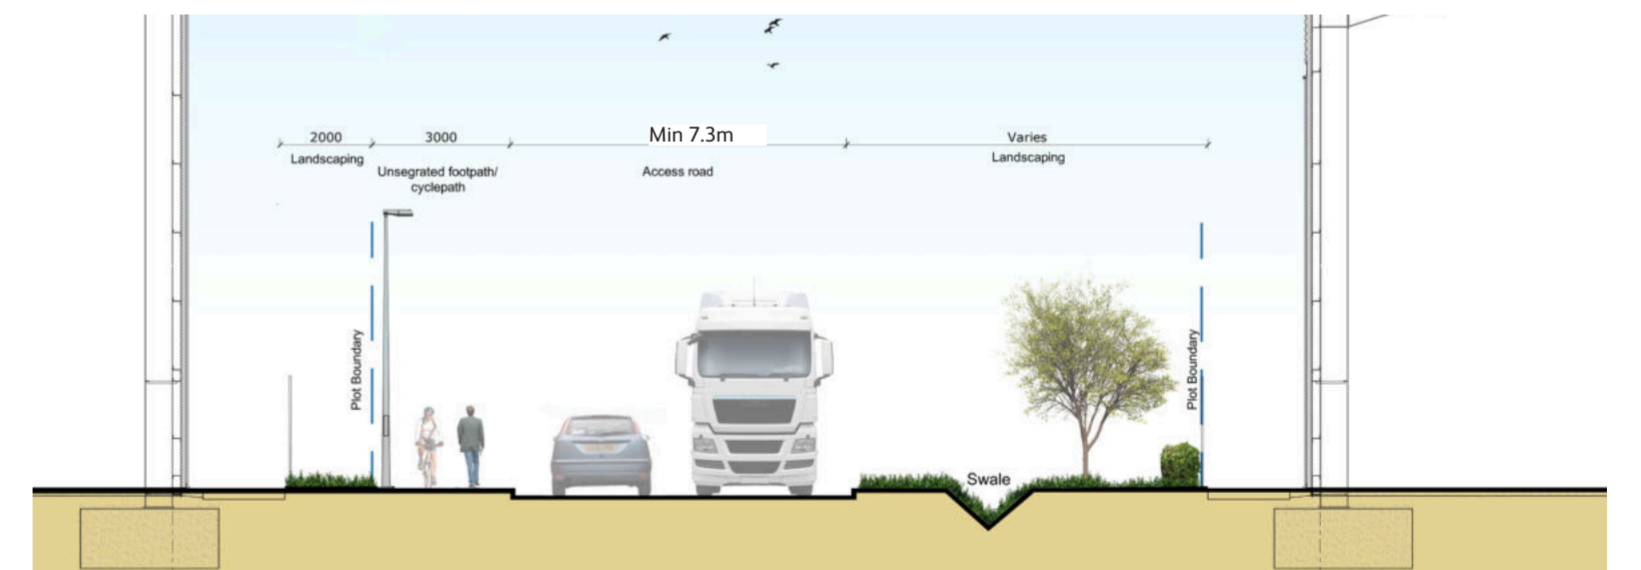 2000
3000
Min 7.3m
Varies
Landscaping
Unsegrated footpath/
cyclepath
Access road
Landscaping
Plot Boundary
Plot Boundary
Swale